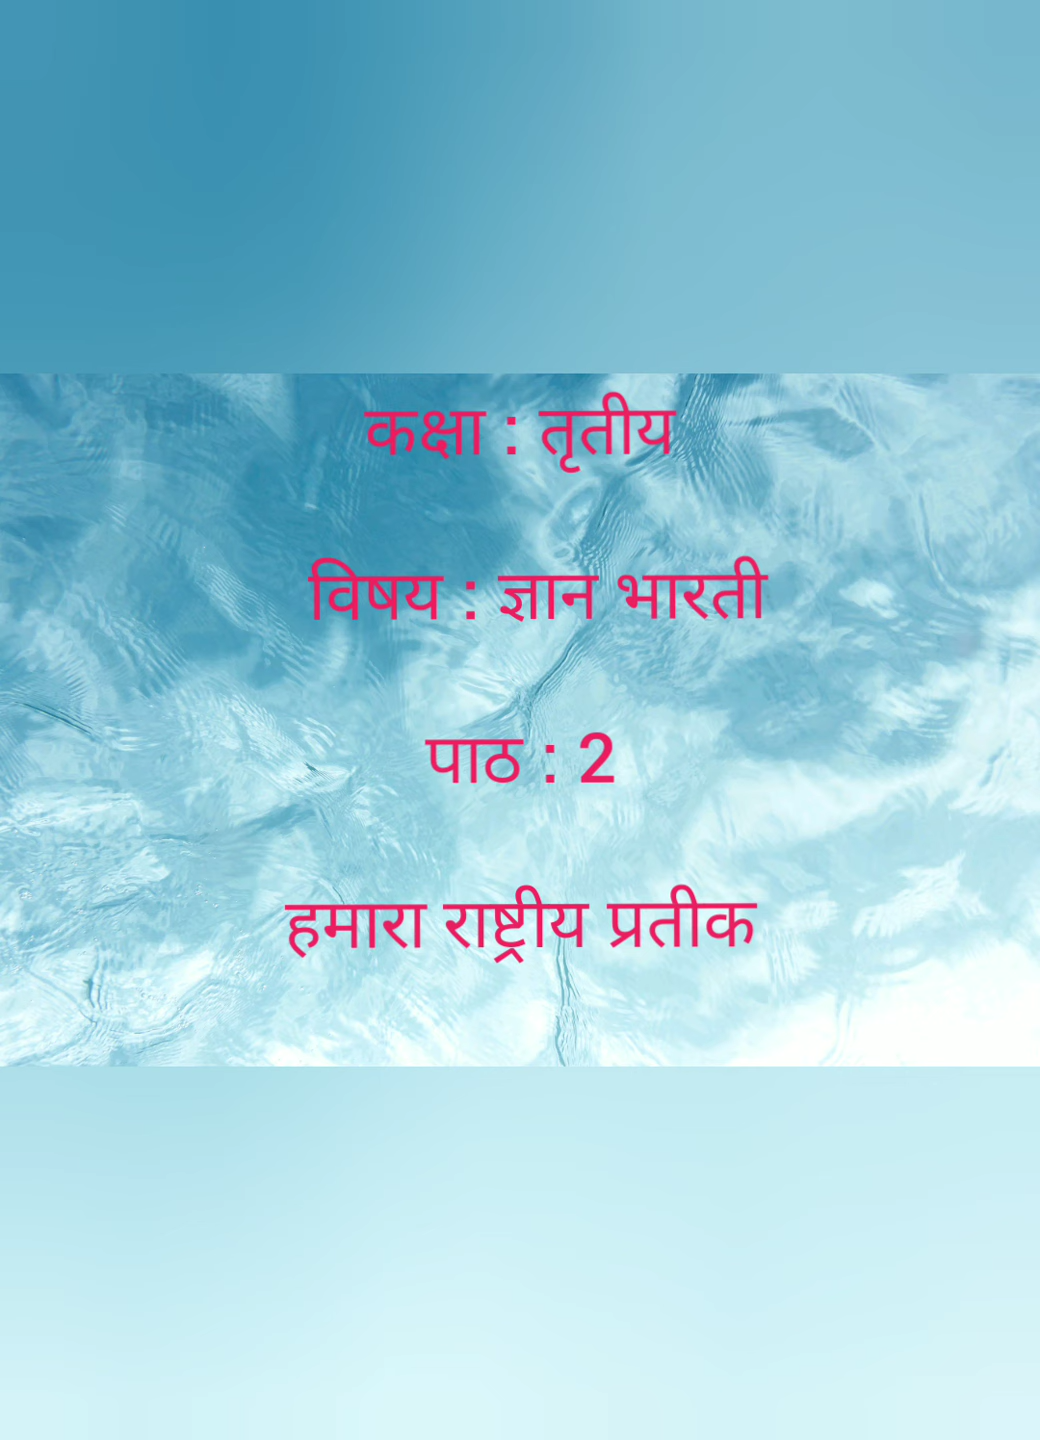 कक्षा : तृतीय
विषय : ज्ञान भारती
पाठ : 2
हमारा राष्ट्रीय प्रतीक